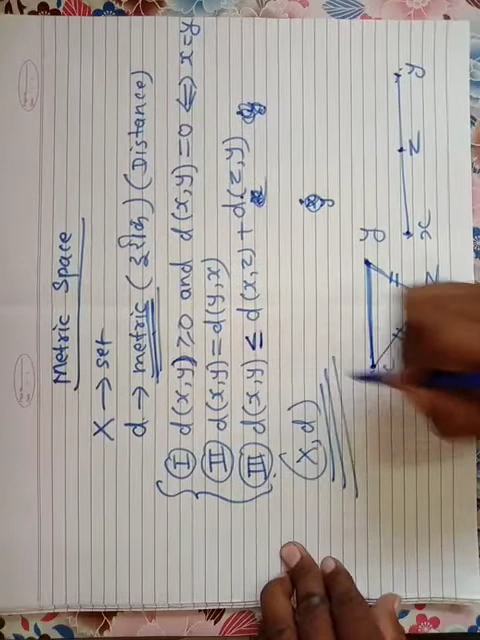 Metric Space
X → set
d → metric (दूरीक) (Distance)
I d(x,y) ≥ 0 and d(x,y) = 0 ⇔ x=y
II d(x,y) = d(y,x)
III d(x,y) ≤ d(x,z) + d(z,y)
(X,d)
y
x z y
y
z